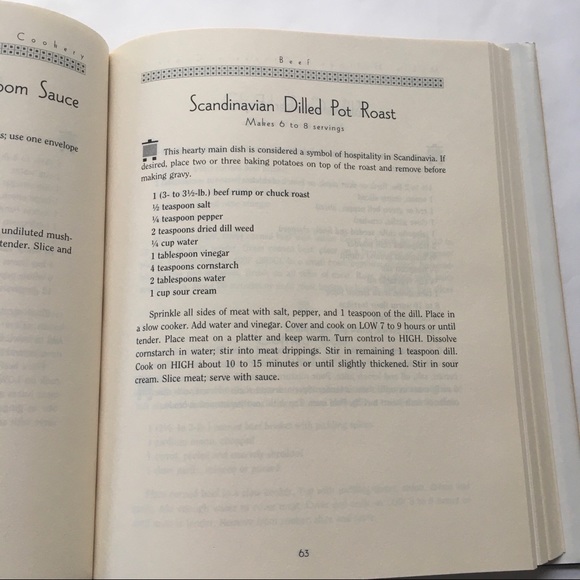 Cookery
oom Sauce
s; use one envelope
undiluted mush-
tender. Slice and
Beef
Scandinavian Dilled Pot Roast
Makes 6 to 8 servings
This hearty main dish is considered a symbol of hospitality in Scandinavia. If
desired, place two or three baking potatoes on top of the roast and remove before
making gravy.
1 (3- to 3½-lb.) beef rump or chuck roast
½ teaspoon salt
¼ teaspoon pepper
2 teaspoons dried dill weed
¼ cup water
1 tablespoon vinegar
4 teaspoons cornstarch
2 tablespoons water
1 cup sour cream
Sprinkle all sides of meat with salt, pepper, and 1 teaspoon of the dill. Place in
a slow cooker. Add water and vinegar. Cover and cook on LOW 7 to 9 hours or until
tender. Place meat on a platter and keep warm. Turn control to HIGH. Dissolve
cornstarch in water; stir into meat drippings. Stir in remaining 1 teaspoon dill.
Cook on HIGH about 10 to 15 minutes or until slightly thickened. Stir in sour
cream. Slice meat; serve with sauce.
63